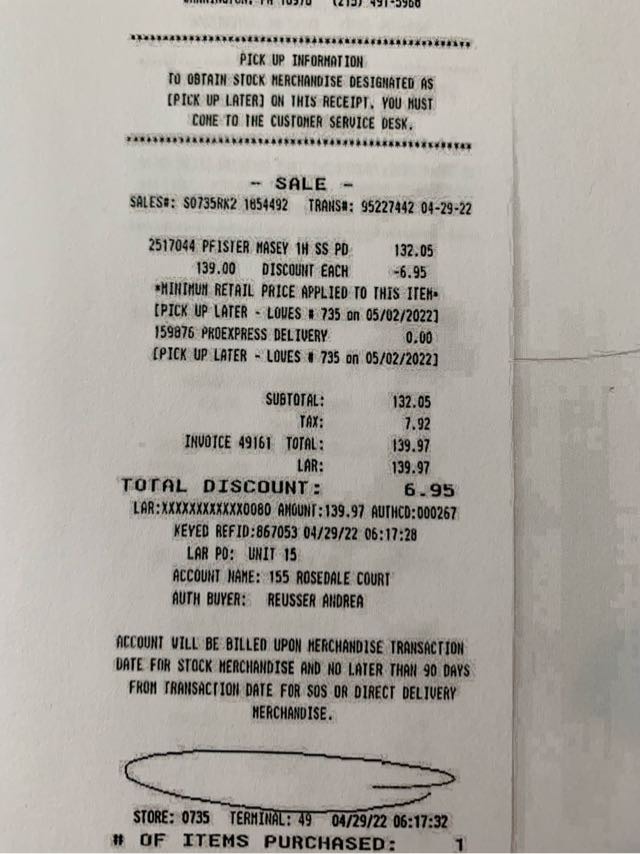 WARRINGTON, PA 18976 (215) 491-5960
************************************************
PICK UP INFORMATION
TO OBTAIN STOCK MERCHANDISE DESIGNATED AS
[PICK UP LATER] ON THIS RECEIPT, YOU MUST
COME TO THE CUSTOMER SERVICE DESK.
************************************************
- SALE -
SALES#: S0735RK2 1854492 TRANS#: 95227442 04-29-22
2517044 PFISTER MASEY 1H SS PD 132.05
139.00 DISCOUNT EACH -6.95
*MINIMUM RETAIL PRICE APPLIED TO THIS ITEM*
[PICK UP LATER - LOWES # 735 on 05/02/2022]
159876 PROEXPRESS DELIVERY 0.00
[PICK UP LATER - LOWES # 735 on 05/02/2022]
SUBTOTAL: 132.05
TAX: 7.92
INVOICE 49161 TOTAL: 139.97
LAR: 139.97
TOTAL DISCOUNT: 6.95
LAR:XXXXXXXXXXXX0080 AMOUNT:139.97 AUTHCD:000267
KEYED REFID:867053 04/29/22 06:17:28
LAR PO: UNIT 15
ACCOUNT NAME: 155 ROSEDALE COURT
AUTH BUYER: REUSSER ANDREA
ACCOUNT WILL BE BILLED UPON MERCHANDISE TRANSACTION
DATE FOR STOCK MERCHANDISE AND NO LATER THAN 90 DAYS
FROM TRANSACTION DATE FOR SOS OR DIRECT DELIVERY
MERCHANDISE.
STORE: 0735 TERMINAL: 49 04/29/22 06:17:32
# OF ITEMS PURCHASED: 1